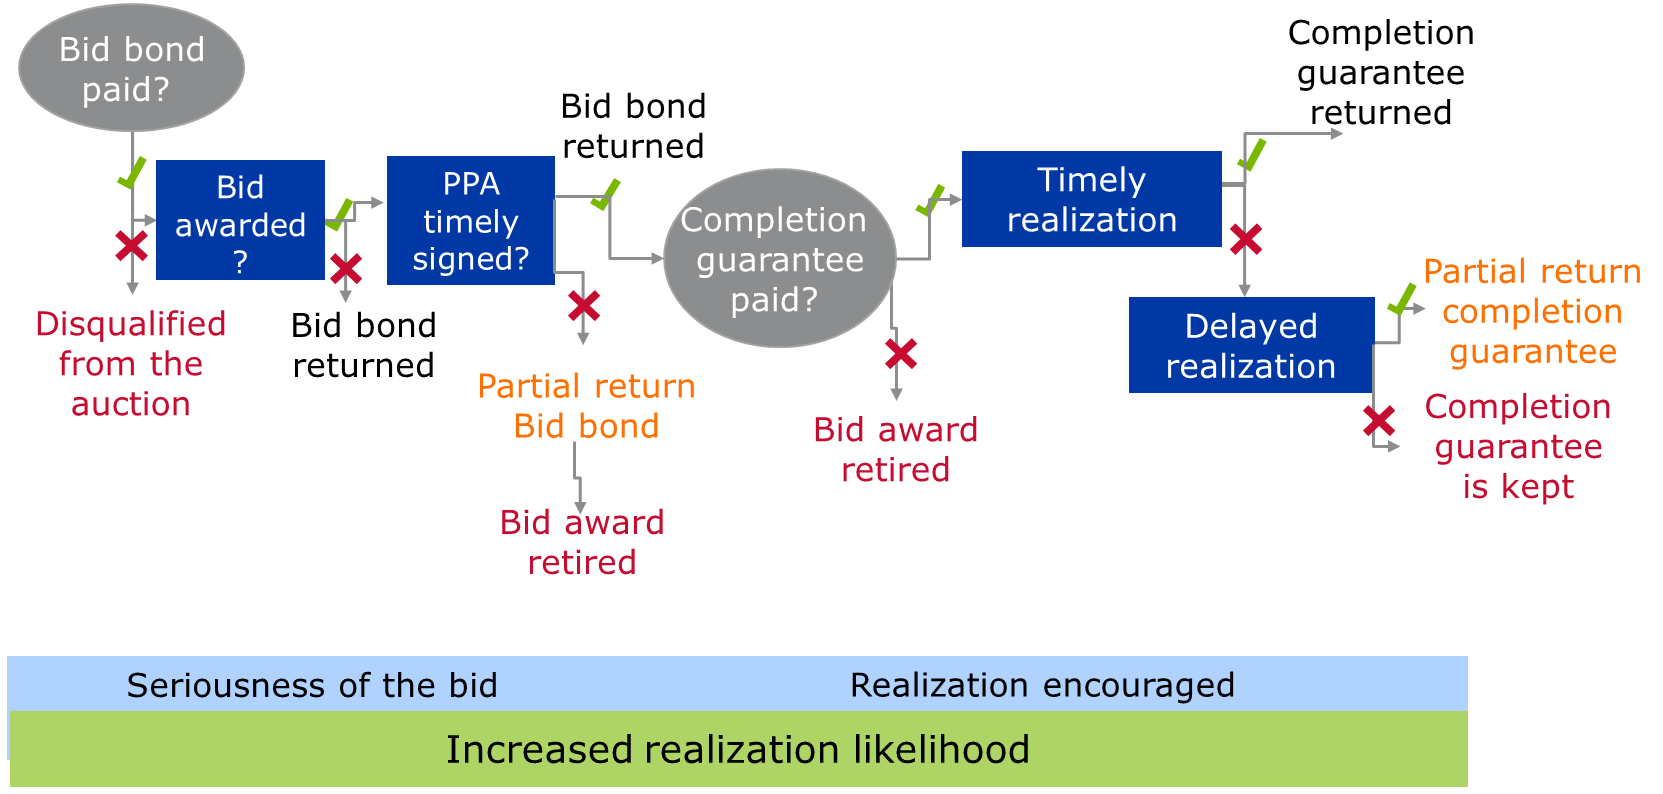 Bid bond
paid?
Bid
awarded
?
Disqualified
from the
auction
Bid bond
returned
PPA
timely
signed?
Bid bond
returned
Partial return
Bid bond
Bid award
retired
Completion
guarantee
paid?
Bid award
retired
Timely
realization
Completion
guarantee
returned
Delayed
realization
Partial return
completion
guarantee
Completion
guarantee
is kept
Seriousness of the bid
Realization encouraged
Increased realization likelihood